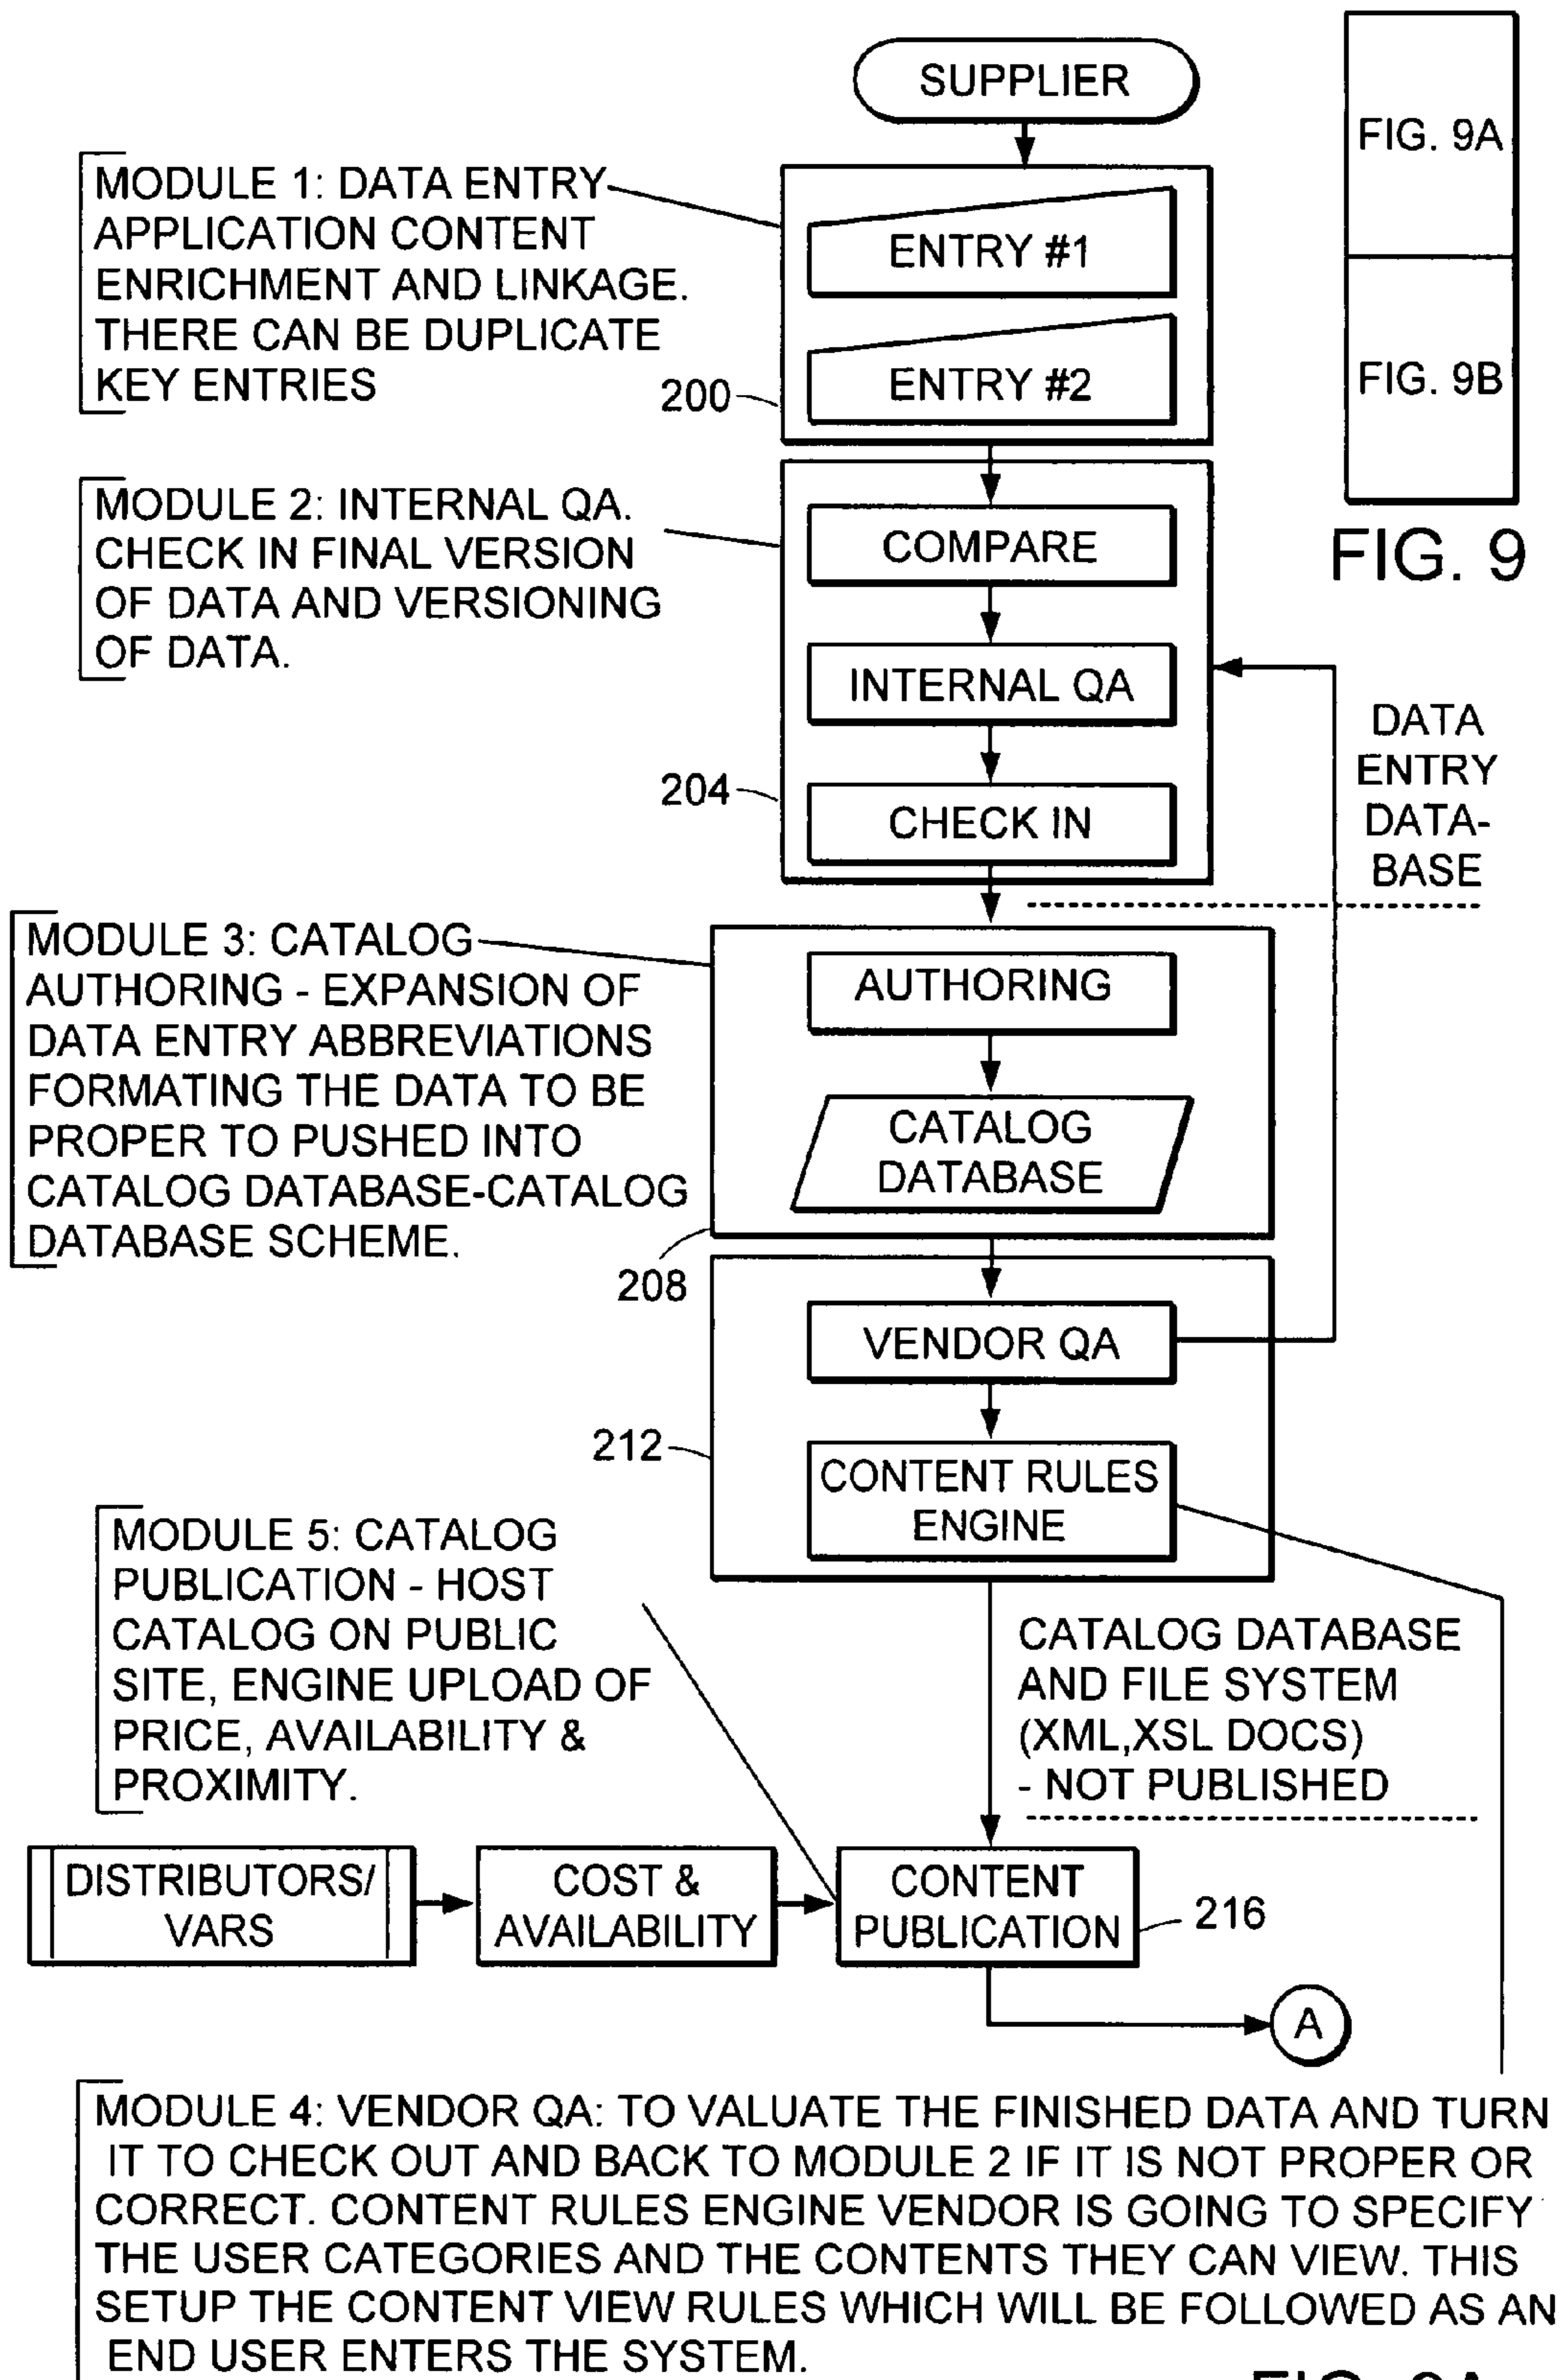 SUPPLIER
FIG. 9A
FIG. 9B
FIG. 9
MODULE 1: DATA ENTRY
APPLICATION CONTENT
ENRICHMENT AND LINKAGE.
THERE CAN BE DUPLICATE
KEY ENTRIES
ENTRY #1
ENTRY #2
200
MODULE 2: INTERNAL QA.
CHECK IN FINAL VERSION
OF DATA AND VERSIONING
OF DATA.
COMPARE
INTERNAL QA
CHECK IN
204
DATA
ENTRY
DATA-
BASE
MODULE 3: CATALOG
AUTHORING - EXPANSION OF
DATA ENTRY ABBREVIATIONS
FORMATING THE DATA TO BE
PROPER TO PUSHED INTO
CATALOG DATABASE-CATALOG
DATABASE SCHEME.
AUTHORING
CATALOG
DATABASE
208
VENDOR QA
212
CONTENT RULES
ENGINE
MODULE 5: CATALOG
PUBLICATION - HOST
CATALOG ON PUBLIC
SITE, ENGINE UPLOAD OF
PRICE, AVAILABILITY &
PROXIMITY.
CATALOG DATABASE
AND FILE SYSTEM
(XML,XSL DOCS)
- NOT PUBLISHED
DISTRIBUTORS/
VARS
COST &
AVAILABILITY
CONTENT
PUBLICATION
216
A
MODULE 4: VENDOR QA: TO VALUATE THE FINISHED DATA AND TURN
IT TO CHECK OUT AND BACK TO MODULE 2 IF IT IS NOT PROPER OR
CORRECT. CONTENT RULES ENGINE VENDOR IS GOING TO SPECIFY
THE USER CATEGORIES AND THE CONTENTS THEY CAN VIEW. THIS
SETUP THE CONTENT VIEW RULES WHICH WILL BE FOLLOWED AS AN
END USER ENTERS THE SYSTEM.